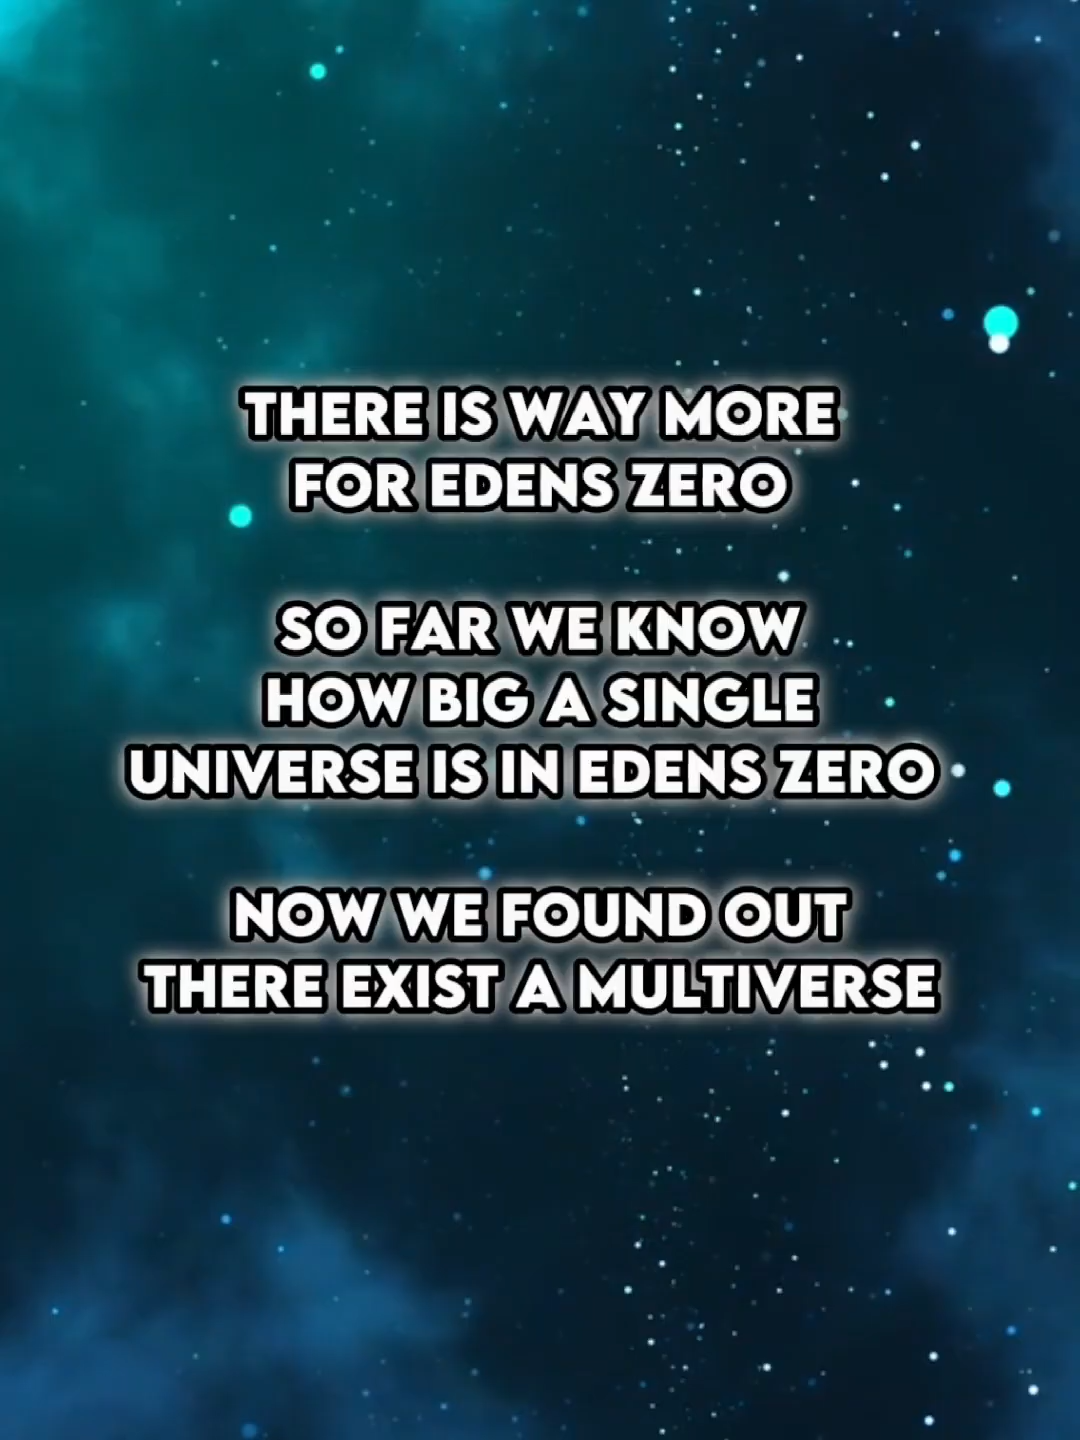 THERE IS WAY MORE
FOR EDENS ZERO
SO FAR WE KNOW
HOW BIG A SINGLE
UNIVERSE IS IN EDENS ZERO
NOW WE FOUND OUT
THERE EXIST A MULTIVERSE